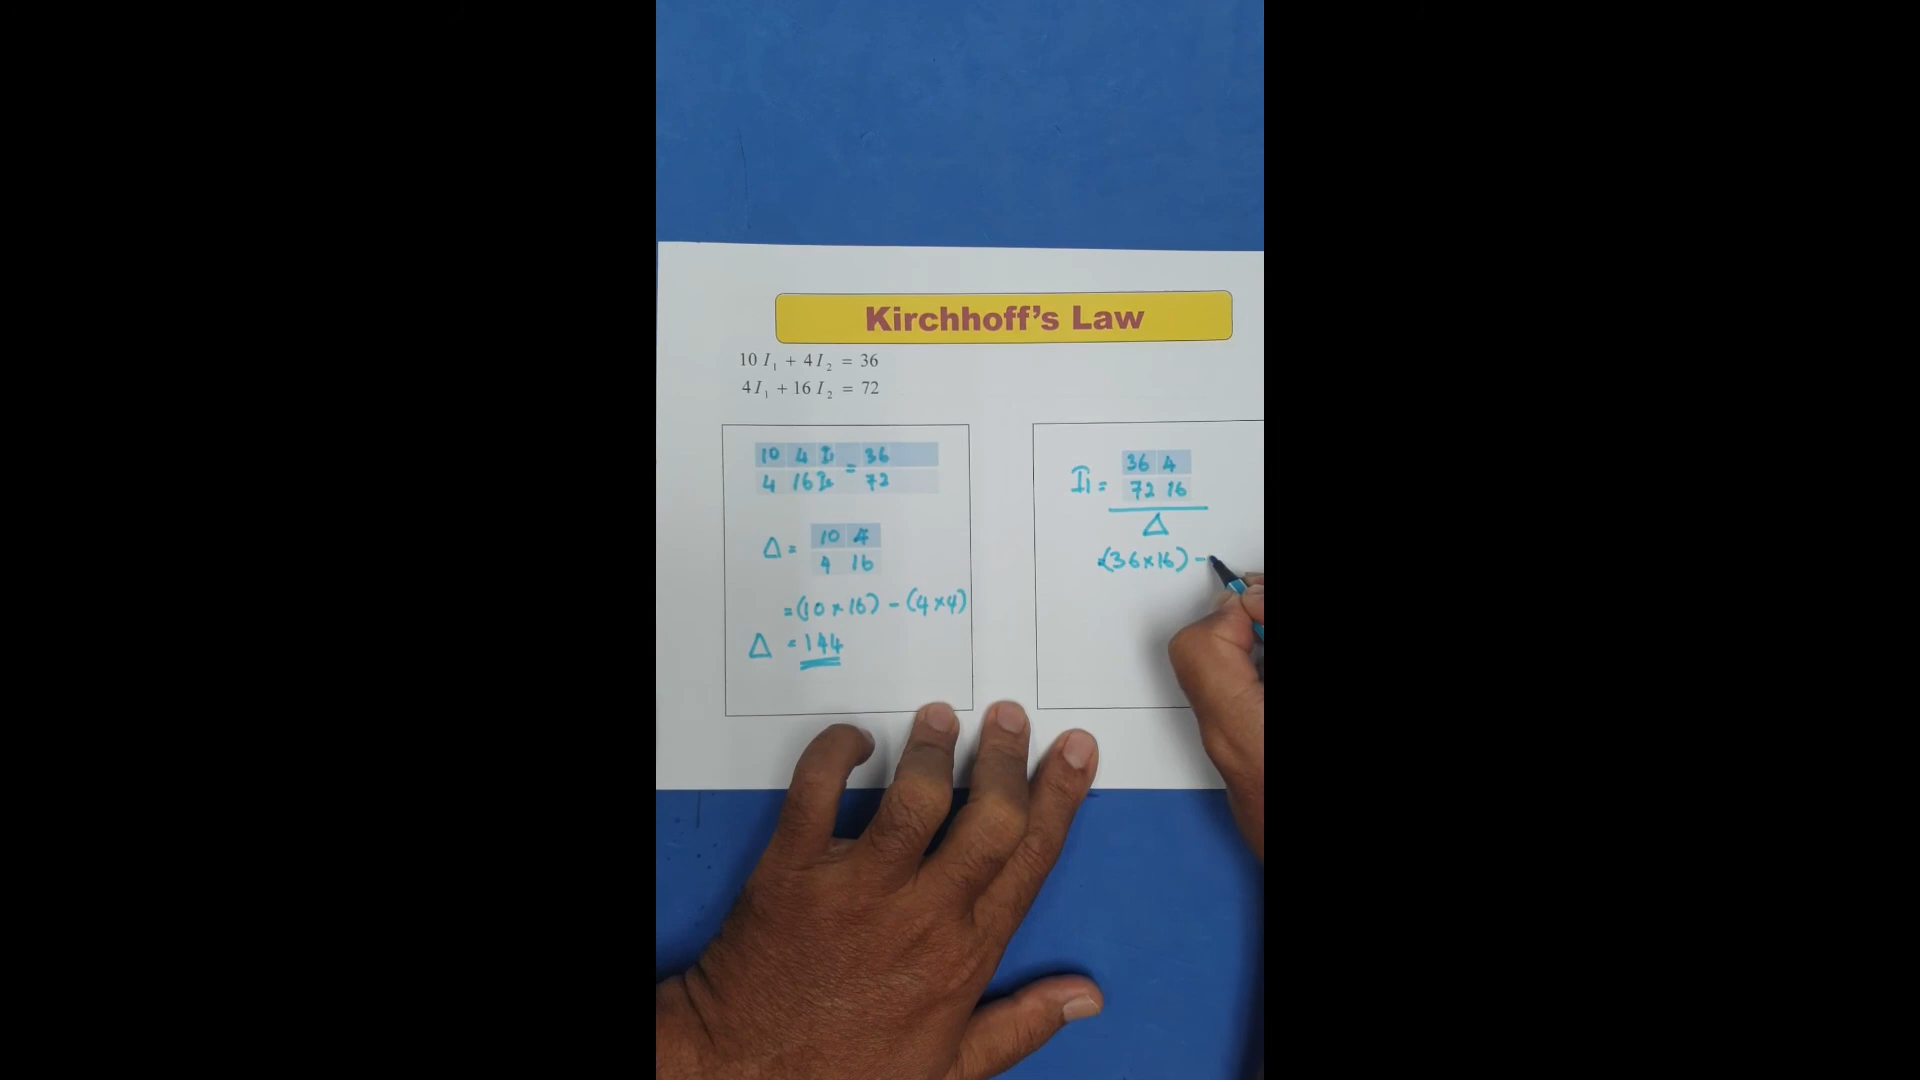 Kirchhoff's Law
10 I₁ + 4 I₂ = 36
4 I₁ + 16 I₂ = 72
10 4 I₁ = 36
4 16 I₂ 72
Δ = 10 4
4 16
= (10 × 16) - (4 × 4)
Δ = 144
I₁ = 36 4
72 16
Δ
(36×16) -